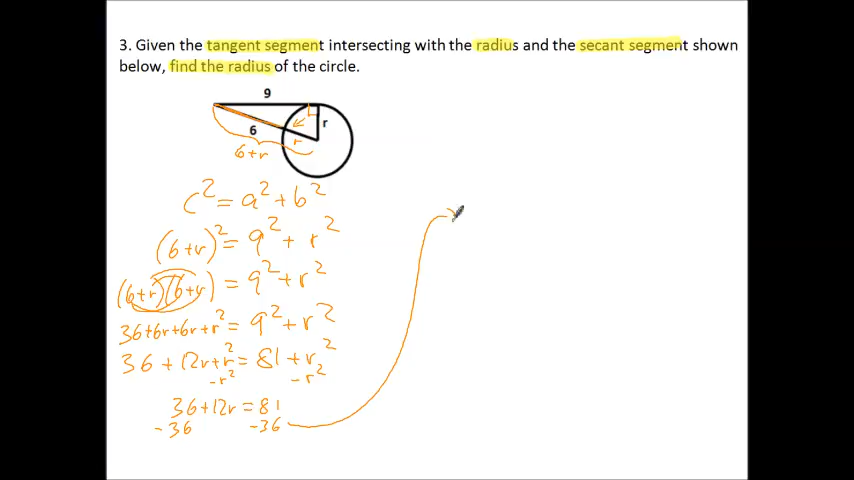 3. Given the tangent segment intersecting with the radius and the secant segment shown
below, find the radius of the circle.
9
r
6
r
6+r
c² = a² + b²
(6+r)² = 9² + r²
(6+r)(6+r) = 9² + r²
36+6r+6r+r² = 9² + r²
36 + 12r + r² = 81 + r²
-r² -r²
36 + 12r = 81
-36 -36